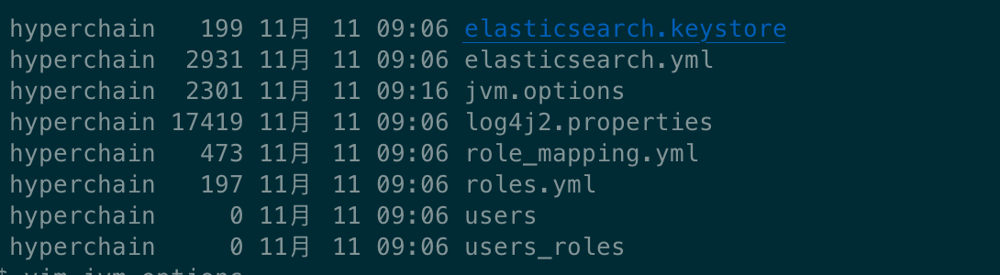 hyperchain   199 11月  11 09:06 elasticsearch.keystore
hyperchain  2931 11月  11 09:06 elasticsearch.yml
hyperchain  2301 11月  11 09:16 jvm.options
hyperchain 17419 11月  11 09:06 log4j2.properties
hyperchain   473 11月  11 09:06 role_mapping.yml
hyperchain   197 11月  11 09:06 roles.yml
hyperchain     0 11月  11 09:06 users
hyperchain     0 11月  11 09:06 users_roles
vim jvm.options